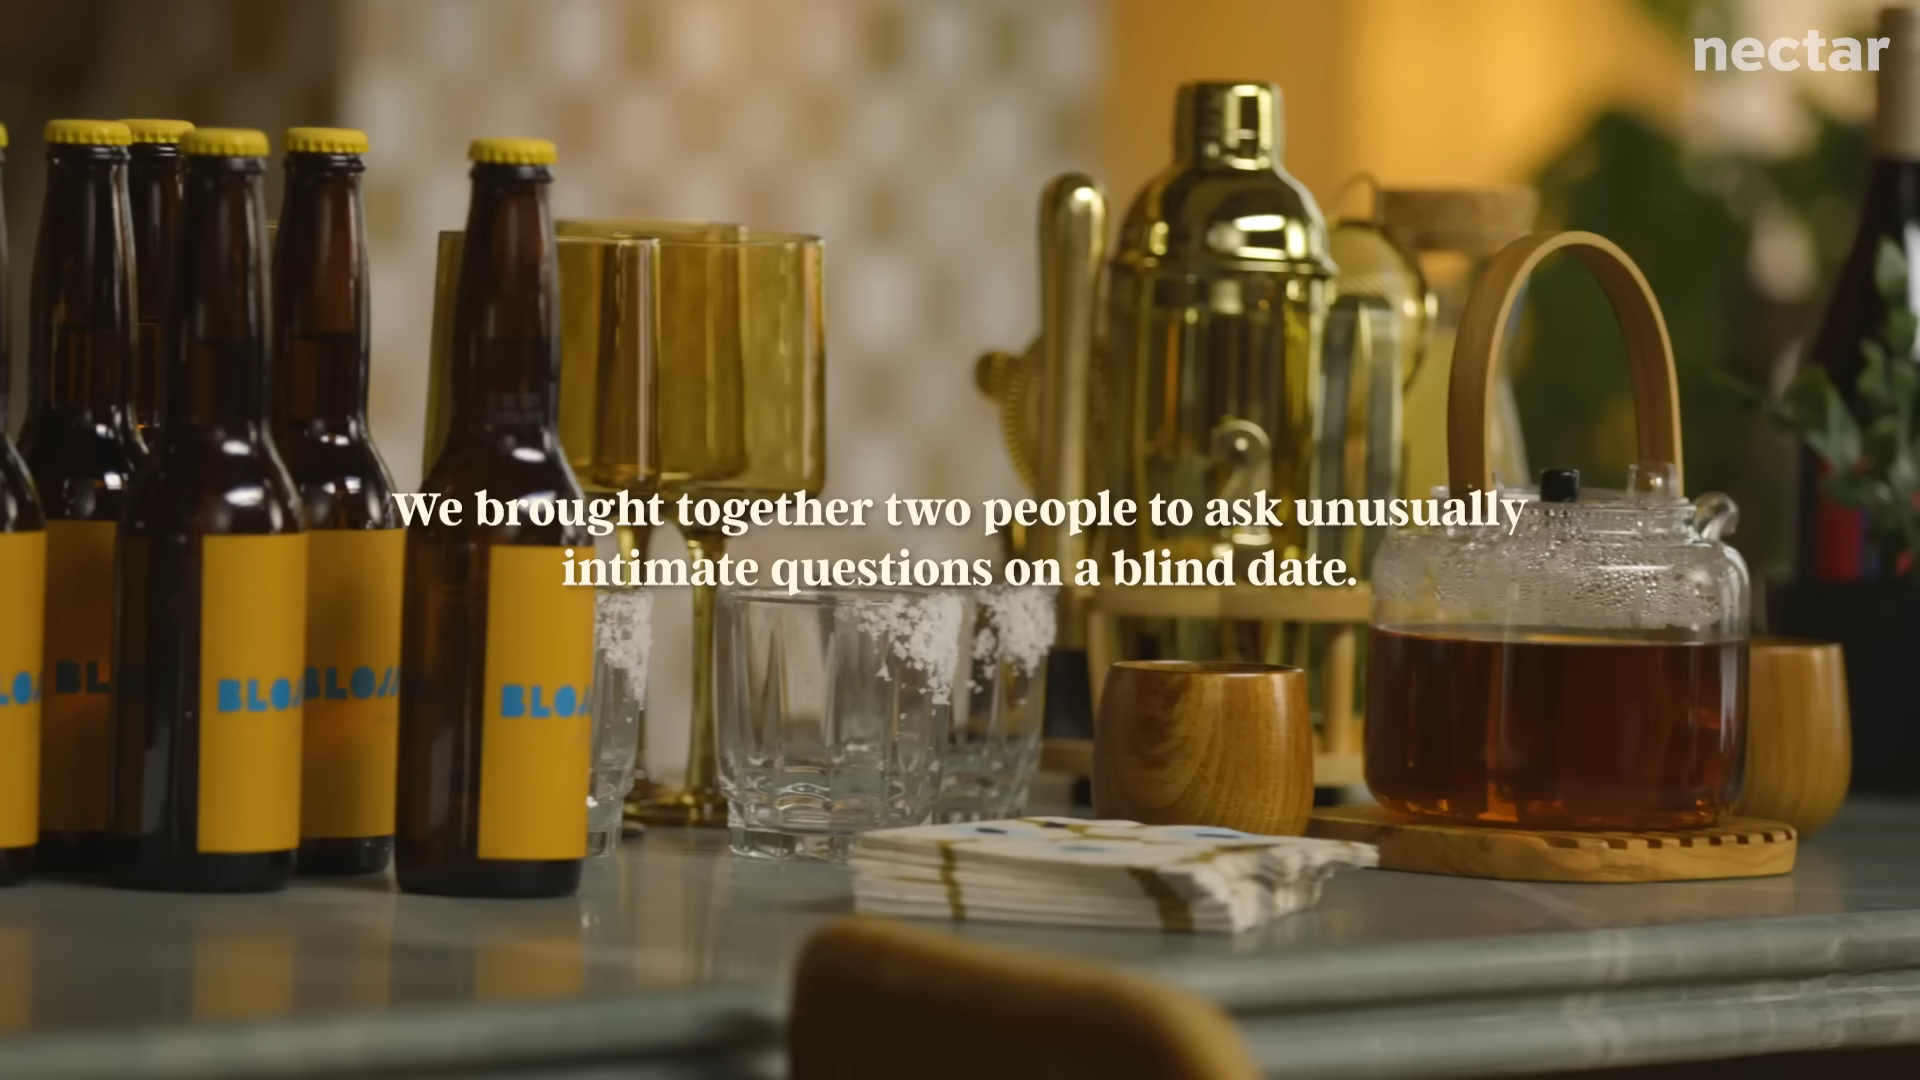 nectar
We brought together two people to ask unusually
intimate questions on a blind date.